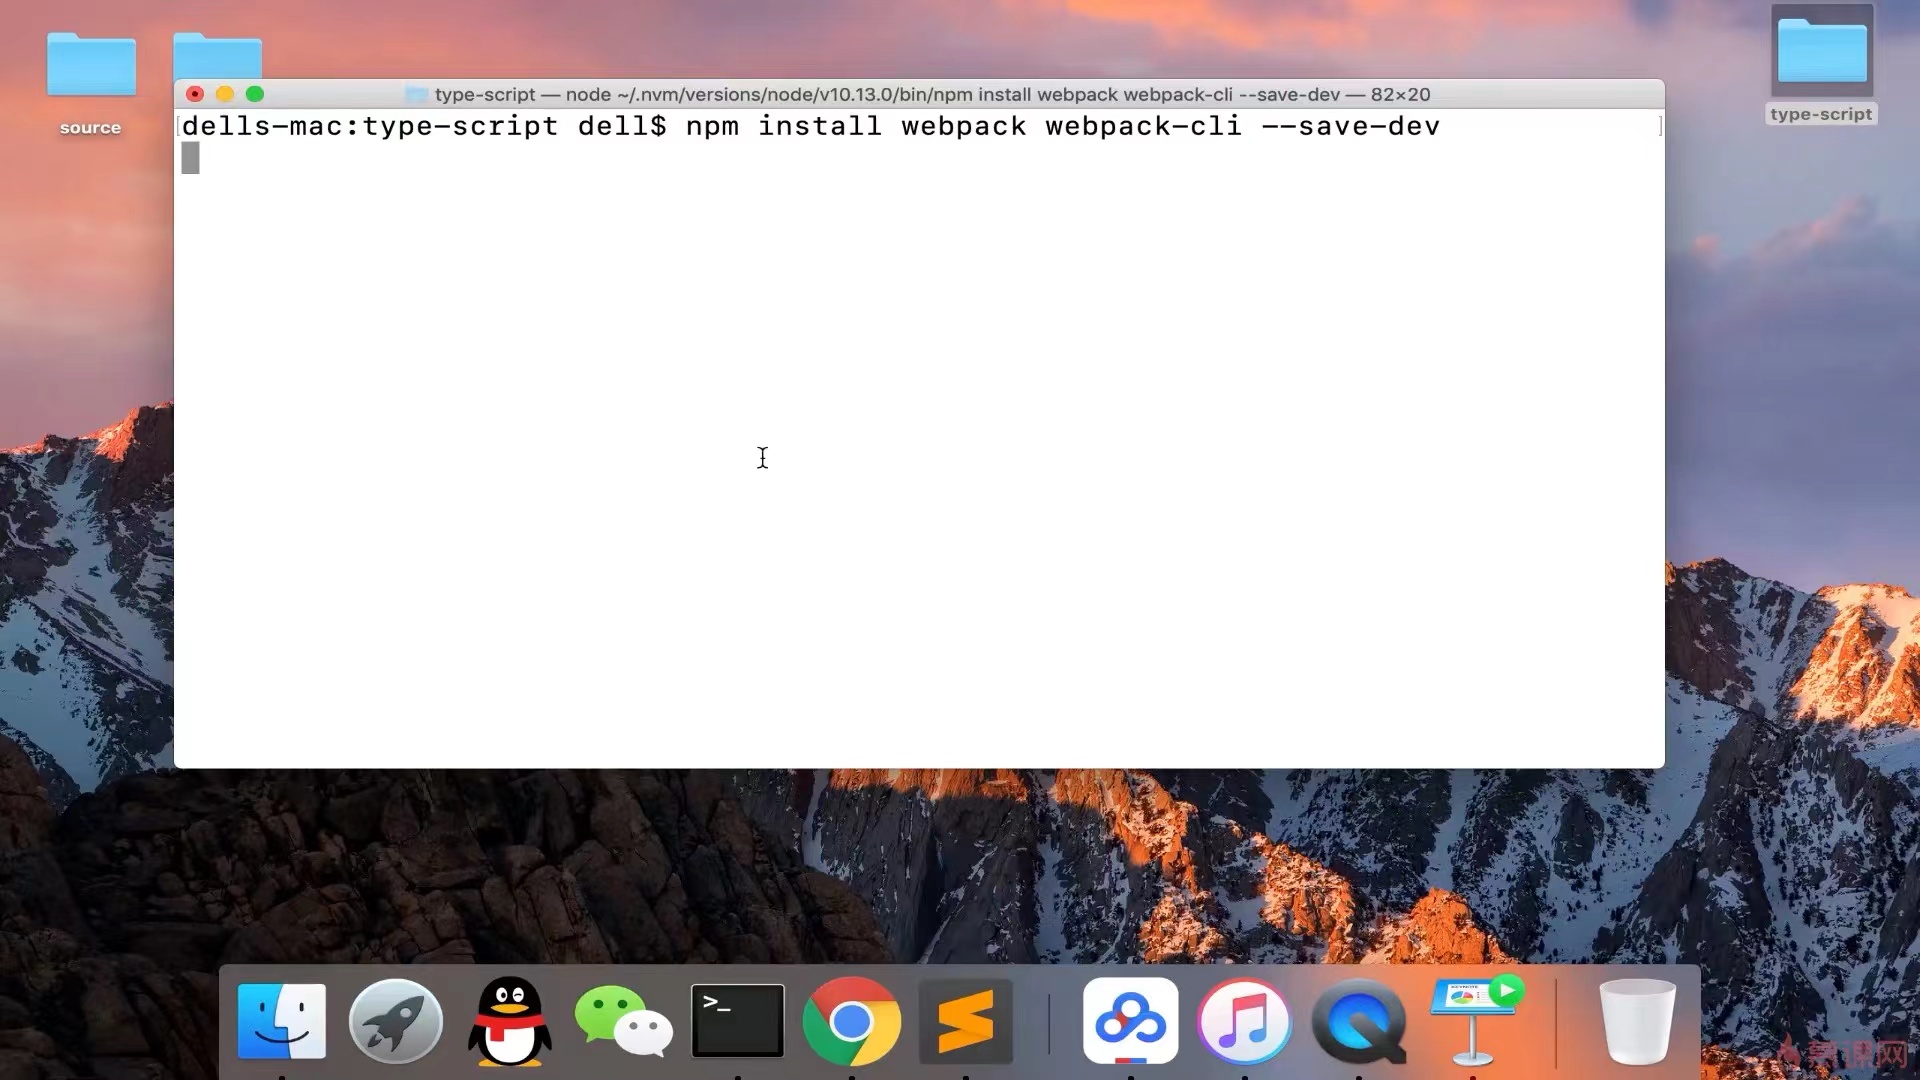 source
type-script
type-script — node ~/.nvm/versions/node/v10.13.0/bin/npm install webpack webpack-cli --save-dev — 82×20
dells-mac:type-script dell$ npm install webpack webpack-cli --save-dev
>_
KEYNOTE
慕课网